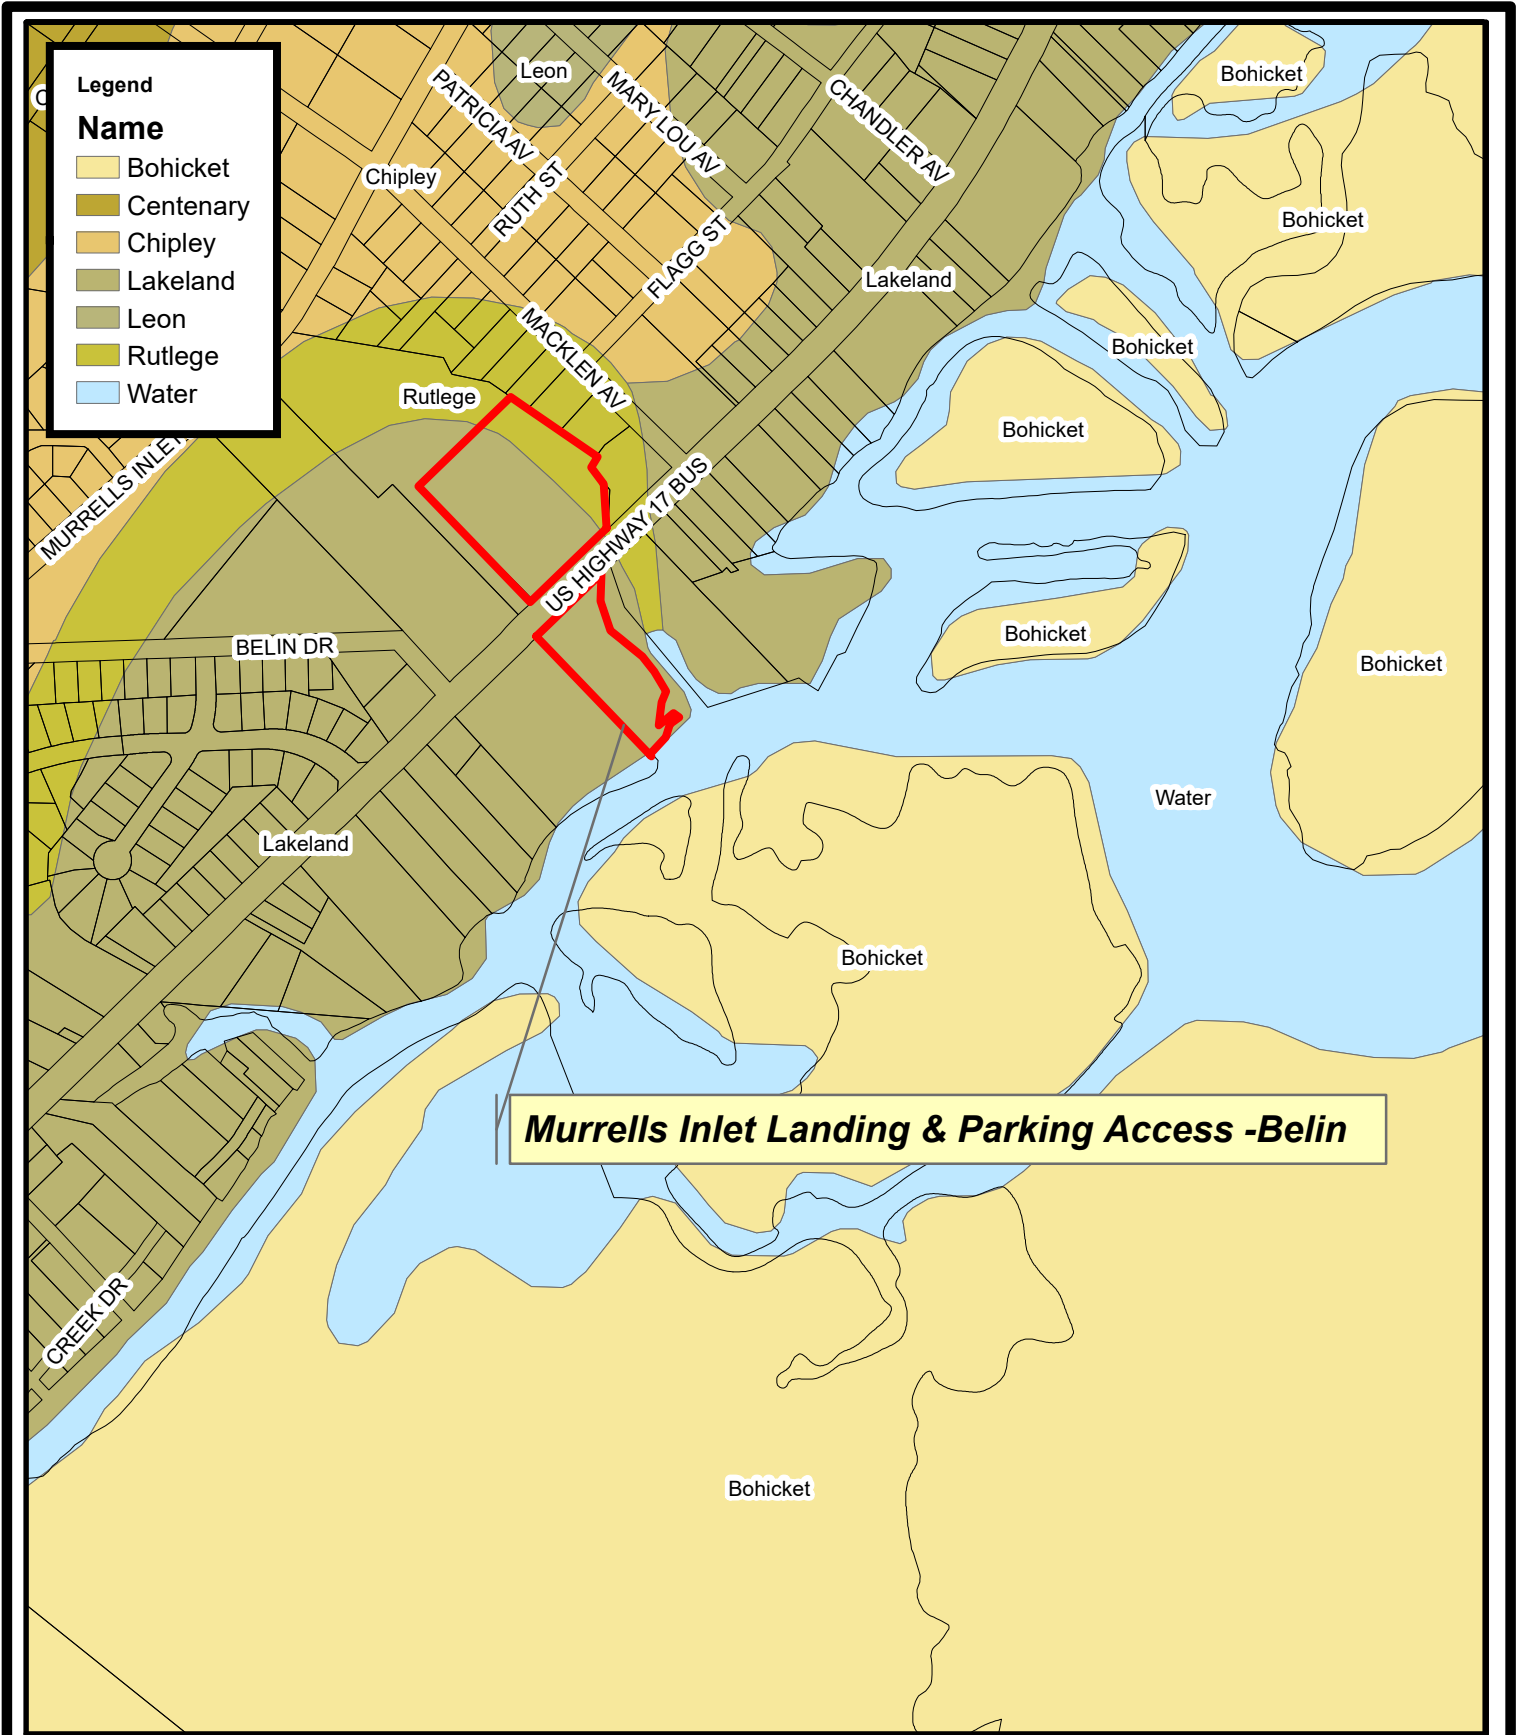 Legend
Name
Bohicket
Centenary
Chipley
Lakeland
Leon
Rutlege
Water
C
Leon
PATRICIA AV
MARY LOU AV
CHANDLER AV
Bohicket
Chipley
RUTH ST
FLAGG ST
Bohicket
Lakeland
MACKLEN AV
Bohicket
Rutlege
Bohicket
MURRELLS INLET
US HIGHWAY 17 BUS
BELIN DR
Bohicket
Bohicket
Water
Lakeland
Bohicket
Murrells Inlet Landing & Parking Access -Belin
CREEK DR
Bohicket